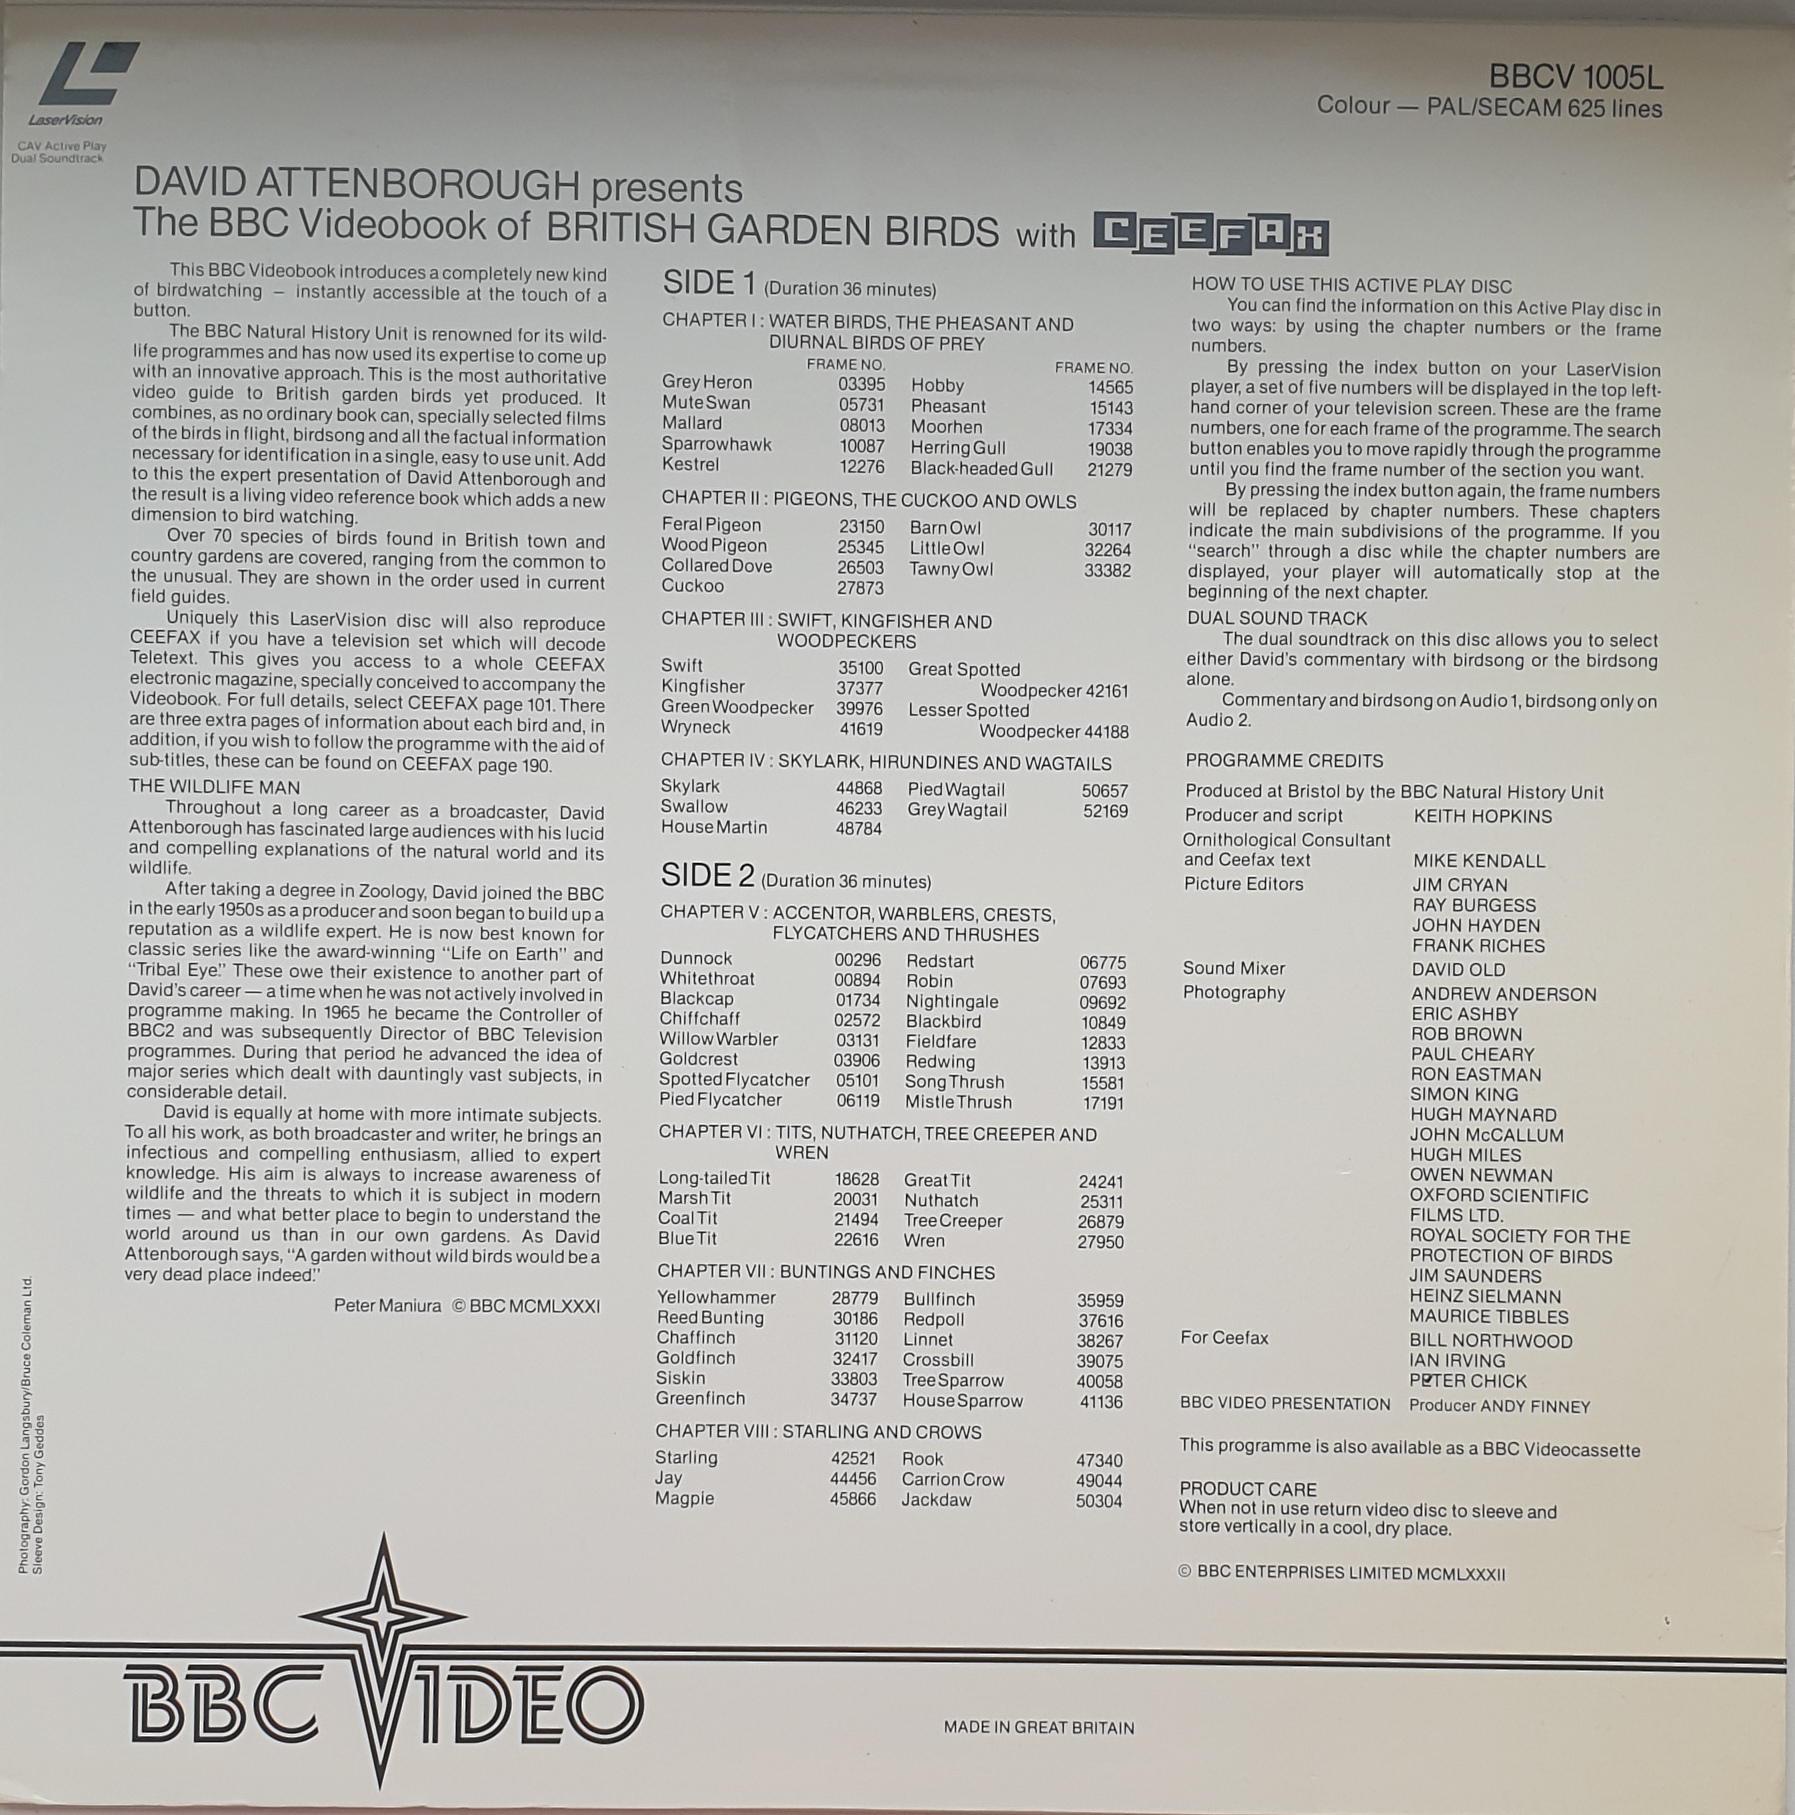 LaserVision
CAV Active Play
Dual Soundtrack
BBCV 1005L
Colour — PAL/SECAM 625 lines
DAVID ATTENBOROUGH presents
The BBC Videobook of BRITISH GARDEN BIRDS with CEEFAX
This BBC Videobook introduces a completely new kind
of birdwatching – instantly accessible at the touch of a
button.
The BBC Natural History Unit is renowned for its wild-
life programmes and has now used its expertise to come up
with an innovative approach. This is the most authoritative
video guide to British garden birds yet produced. It
combines, as no ordinary book can, specially selected films
of the birds in flight, birdsong and all the factual information
necessary for identification in a single, easy to use unit. Add
to this the expert presentation of David Attenborough and
the result is a living video reference book which adds a new
dimension to bird watching.
Over 70 species of birds found in British town and
country gardens are covered, ranging from the common to
the unusual. They are shown in the order used in current
field guides.
Uniquely this LaserVision disc will also reproduce
CEEFAX if you have a television set which will decode
Teletext. This gives you access to a whole CEEFAX
electronic magazine, specially conceived to accompany the
Videobook. For full details, select CEEFAX page 101. There
are three extra pages of information about each bird and, in
addition, if you wish to follow the programme with the aid of
sub-titles, these can be found on CEEFAX page 190.
THE WILDLIFE MAN
Throughout a long career as a broadcaster, David
Attenborough has fascinated large audiences with his lucid
and compelling explanations of the natural world and its
wildlife.
After taking a degree in Zoology, David joined the BBC
in the early 1950s as a producer and soon began to build up a
reputation as a wildlife expert. He is now best known for
classic series like the award-winning "Life on Earth" and
"Tribal Eye." These owe their existence to another part of
David's career — a time when he was not actively involved in
programme making. In 1965 he became the Controller of
BBC2 and was subsequently Director of BBC Television
programmes. During that period he advanced the idea of
major series which dealt with dauntingly vast subjects, in
considerable detail.
David is equally at home with more intimate subjects.
To all his work, as both broadcaster and writer, he brings an
infectious and compelling enthusiasm, allied to expert
knowledge. His aim is always to increase awareness of
wildlife and the threats to which it is subject in modern
times — and what better place to begin to understand the
world around us than in our own gardens. As David
Attenborough says, "A garden without wild birds would be a
very dead place indeed."
Peter Maniura © BBC MCMLXXXI
SIDE 1 (Duration 36 minutes)
CHAPTER I : WATER BIRDS, THE PHEASANT AND
DIURNAL BIRDS OF PREY
FRAME NO. FRAME NO.
Grey Heron 03395 Hobby 14565
Mute Swan 05731 Pheasant 15143
Mallard 08013 Moorhen 17334
Sparrowhawk 10087 Herring Gull 19038
Kestrel 12276 Black-headed Gull 21279
CHAPTER II : PIGEONS, THE CUCKOO AND OWLS
Feral Pigeon 23150 Barn Owl 30117
Wood Pigeon 25345 Little Owl 32264
Collared Dove 26503 Tawny Owl 33382
Cuckoo 27873
CHAPTER III : SWIFT, KINGFISHER AND
WOODPECKERS
Swift 35100 Great Spotted
Kingfisher 37377 Woodpecker 42161
Green Woodpecker 39976 Lesser Spotted
Wryneck 41619 Woodpecker 44188
CHAPTER IV : SKYLARK, HIRUNDINES AND WAGTAILS
Skylark 44868 Pied Wagtail 50657
Swallow 46233 Grey Wagtail 52169
House Martin 48784
SIDE 2 (Duration 36 minutes)
CHAPTER V : ACCENTOR, WARBLERS, CRESTS,
FLYCATCHERS AND THRUSHES
Dunnock 00296 Redstart 06775
Whitethroat 00894 Robin 07693
Blackcap 01734 Nightingale 09692
Chiffchaff 02572 Blackbird 10849
Willow Warbler 03131 Fieldfare 12833
Goldcrest 03906 Redwing 13913
Spotted Flycatcher 05101 Song Thrush 15581
Pied Flycatcher 06119 Mistle Thrush 17191
CHAPTER VI : TITS, NUTHATCH, TREE CREEPER AND
WREN
Long-tailed Tit 18628 Great Tit 24241
Marsh Tit 20031 Nuthatch 25311
Coal Tit 21494 Tree Creeper 26879
Blue Tit 22616 Wren 27950
CHAPTER VII : BUNTINGS AND FINCHES
Yellowhammer 28779 Bullfinch 35959
Reed Bunting 30186 Redpoll 37616
Chaffinch 31120 Linnet 38267
Goldfinch 32417 Crossbill 39075
Siskin 33803 Tree Sparrow 40058
Greenfinch 34737 House Sparrow 41136
CHAPTER VIII : STARLING AND CROWS
Starling 42521 Rook 47340
Jay 44456 Carrion Crow 49044
Magpie 45866 Jackdaw 50304
HOW TO USE THIS ACTIVE PLAY DISC
You can find the information on this Active Play disc in
two ways: by using the chapter numbers or the frame
numbers.
By pressing the index button on your LaserVision
player, a set of five numbers will be displayed in the top left-
hand corner of your television screen. These are the frame
numbers, one for each frame of the programme. The search
button enables you to move rapidly through the programme
until you find the frame number of the section you want.
By pressing the index button again, the frame numbers
will be replaced by chapter numbers. These chapters
indicate the main subdivisions of the programme. If you
"search" through a disc while the chapter numbers are
displayed, your player will automatically stop at the
beginning of the next chapter.
DUAL SOUND TRACK
The dual soundtrack on this disc allows you to select
either David's commentary with birdsong or the birdsong
alone.
Commentary and birdsong on Audio 1, birdsong only on
Audio 2.
PROGRAMME CREDITS
Produced at Bristol by the BBC Natural History Unit
Producer and script KEITH HOPKINS
Ornithological Consultant
and Ceefax text MIKE KENDALL
Picture Editors JIM CRYAN
RAY BURGESS
JOHN HAYDEN
FRANK RICHES
Sound Mixer DAVID OLD
Photography ANDREW ANDERSON
ERIC ASHBY
ROB BROWN
PAUL CHEARY
RON EASTMAN
SIMON KING
HUGH MAYNARD
JOHN McCALLUM
HUGH MILES
OWEN NEWMAN
OXFORD SCIENTIFIC
FILMS LTD.
ROYAL SOCIETY FOR THE
PROTECTION OF BIRDS
JIM SAUNDERS
HEINZ SIELMANN
MAURICE TIBBLES
For Ceefax BILL NORTHWOOD
IAN IRVING
PETER CHICK
BBC VIDEO PRESENTATION Producer ANDY FINNEY
This programme is also available as a BBC Videocassette
PRODUCT CARE
When not in use return video disc to sleeve and
store vertically in a cool, dry place.
© BBC ENTERPRISES LIMITED MCMLXXXII
Photography: Gordon Langsbury/Bruce Coleman Ltd.
Sleeve Design: Tony Geddes
BBC VIDEO
MADE IN GREAT BRITAIN